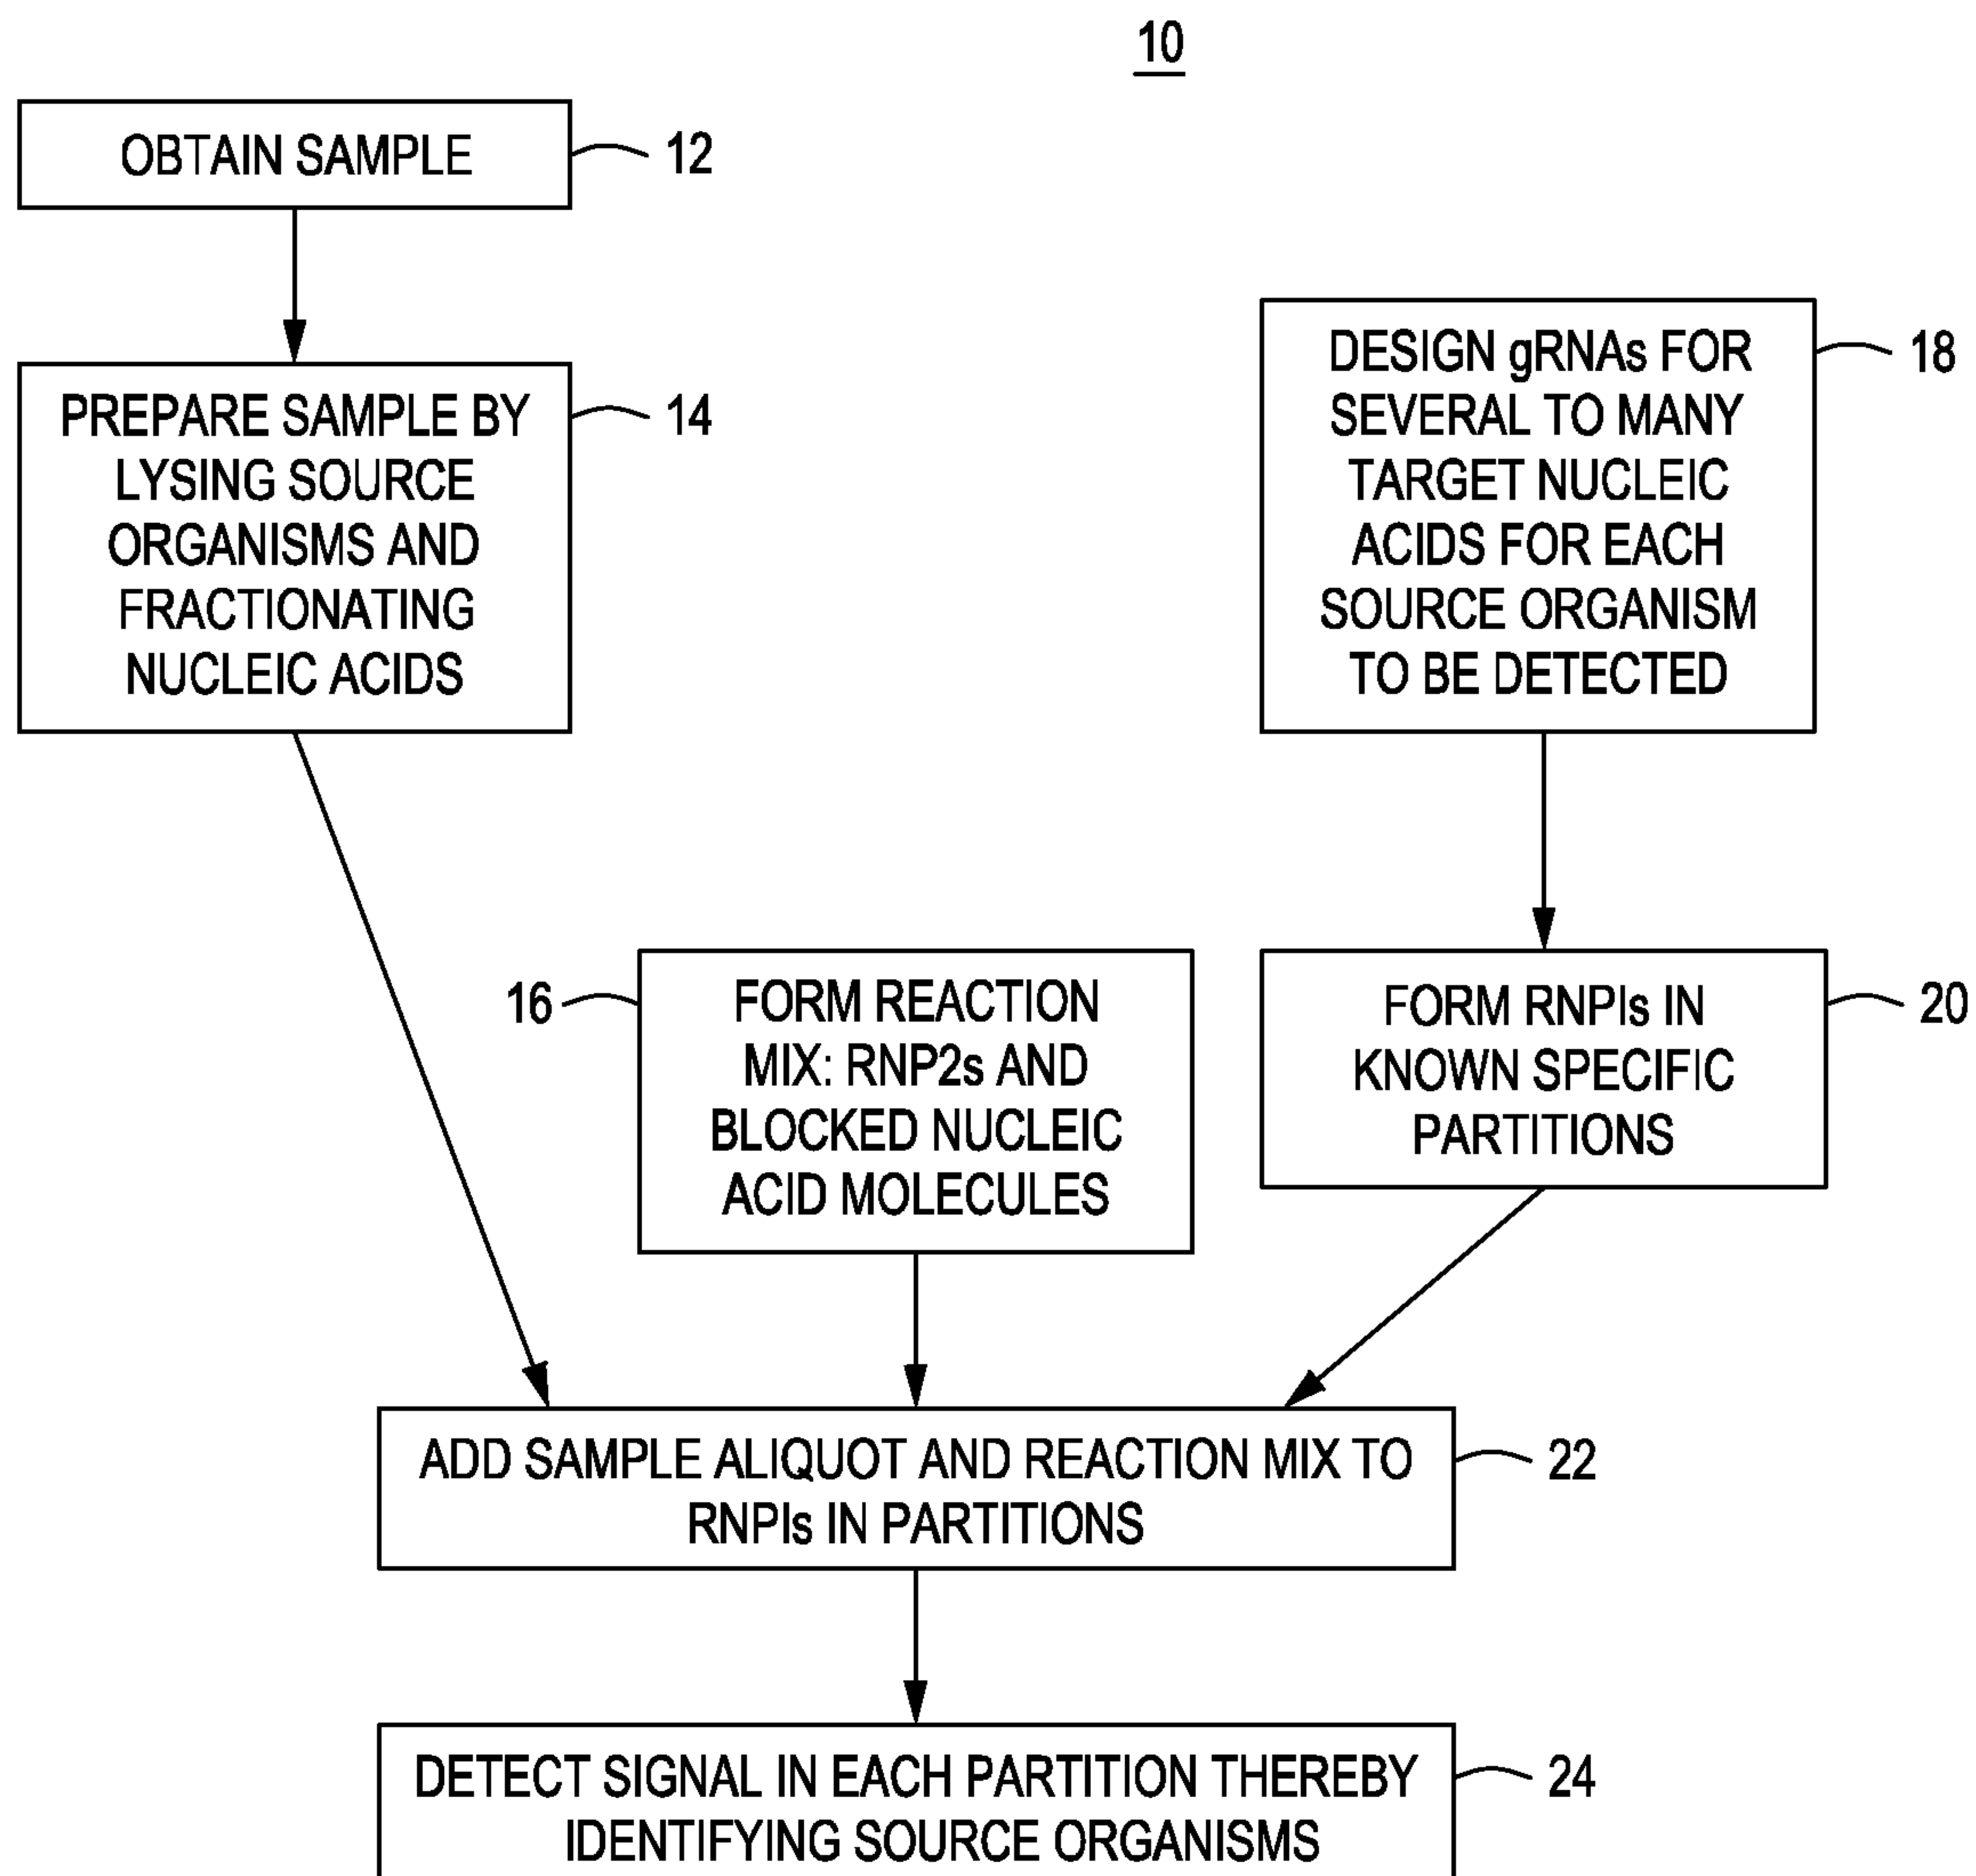 10
OBTAIN SAMPLE
12
PREPARE SAMPLE BY
LYSING SOURCE
ORGANISMS AND
FRACTIONATING
NUCLEIC ACIDS
14
DESIGN gRNAs FOR
SEVERAL TO MANY
TARGET NUCLEIC
ACIDS FOR EACH
SOURCE ORGANISM
TO BE DETECTED
18
16
FORM REACTION
MIX: RNP2s AND
BLOCKED NUCLEIC
ACID MOLECULES
FORM RNPIs IN
KNOWN SPECIFIC
PARTITIONS
20
ADD SAMPLE ALIQUOT AND REACTION MIX TO
RNPIs IN PARTITIONS
22
DETECT SIGNAL IN EACH PARTITION THEREBY
IDENTIFYING SOURCE ORGANISMS
24